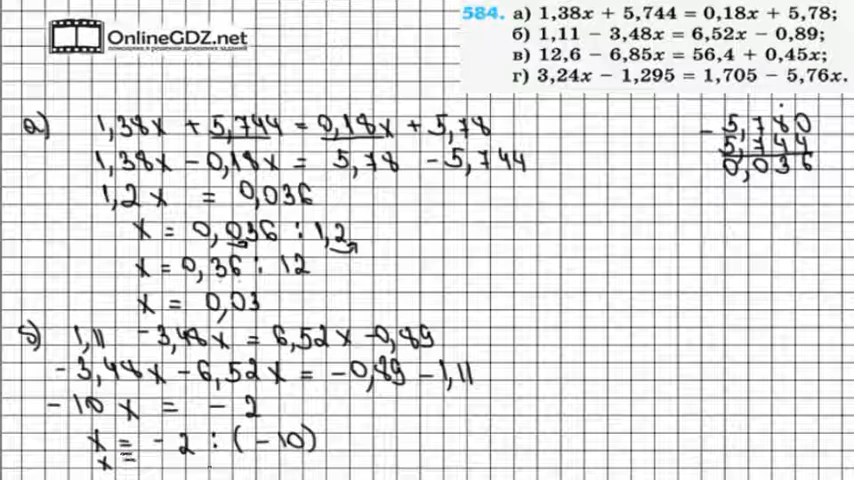 OnlineGDZ.net
помощник в решении домашних заданий
584. а) 1,38x + 5,744 = 0,18x + 5,78;
б) 1,11 − 3,48x = 6,52x − 0,89;
в) 12,6 − 6,85x = 56,4 + 0,45x;
г) 3,24x − 1,295 = 1,705 − 5,76x.
а) 1,38x + 5,744 = 0,18x + 5,78
1,38x − 0,18x = 5,78 − 5,744
1,2x = 0,036
x = 0,036 : 1,2
x = 0,36 : 12
x = 0,03
− 5,780
5,744
0,036
б) 1,11 − 3,48x = 6,52x − 0,89
− 3,48x − 6,52x = − 0,89 − 1,11
− 10x = − 2
x = − 2 : (− 10)
x =